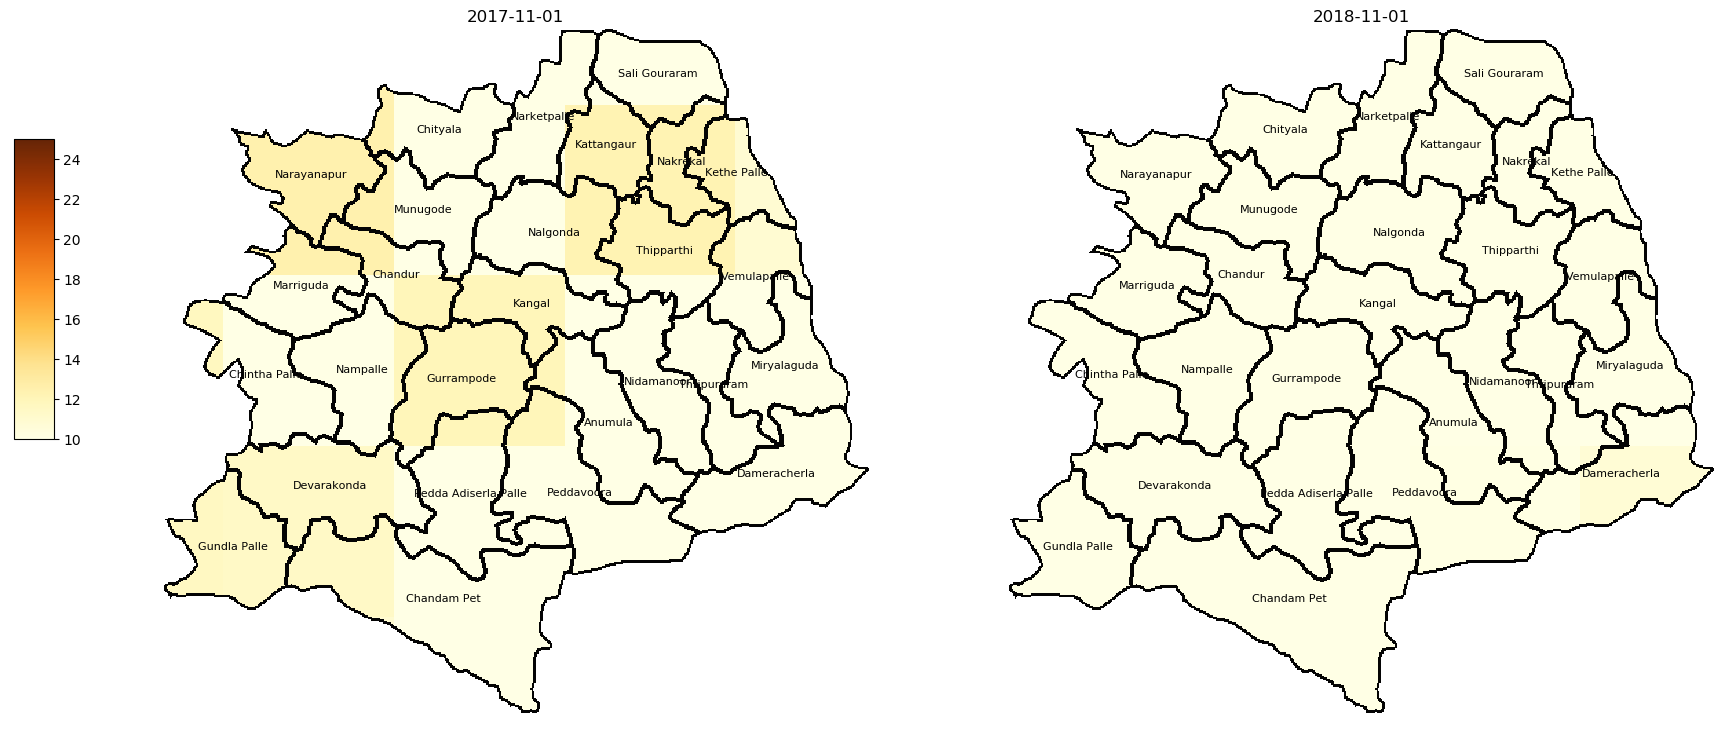 2017-11-01
2018-11-01
24
22
20
18
16
14
12
10
Sali Gouraram
Narketpalle
Chityala
Kattangaur
Nakrekal
Kethe Palle
Narayanapur
Munugode
Nalgonda
Thipparthi
Chandur
Vemulapalle
Marriguda
Kangal
Miryalaguda
Nampalle
Chintha Palle
Gurrampode
Nidamanoor
Thripuraram
Anumula
Dameracherla
Devarakonda
Pedda Adiserla Palle
Peddavoora
Gundla Palle
Chandam Pet
Sali Gouraram
Narketpalle
Chityala
Kattangaur
Nakrekal
Kethe Palle
Narayanapur
Munugode
Nalgonda
Thipparthi
Chandur
Vemulapalle
Marriguda
Kangal
Miryalaguda
Nampalle
Chintha Palle
Gurrampode
Nidamanoor
Thripuraram
Anumula
Dameracherla
Devarakonda
Pedda Adiserla Palle
Peddavoora
Gundla Palle
Chandam Pet